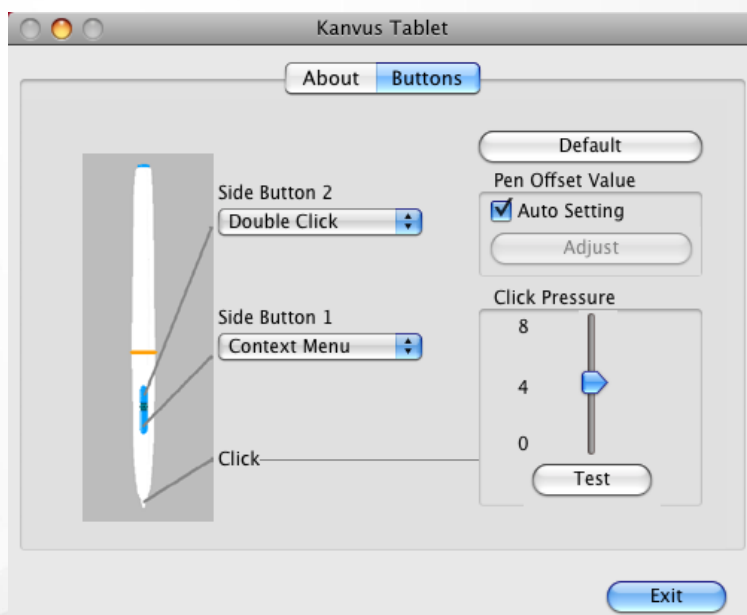 Kanvus Tablet
About
Buttons
Side Button 2
Double Click
Side Button 1
Context Menu
Click
Default
Pen Offset Value
Auto Setting
Adjust
Click Pressure
8
4
0
Test
Exit